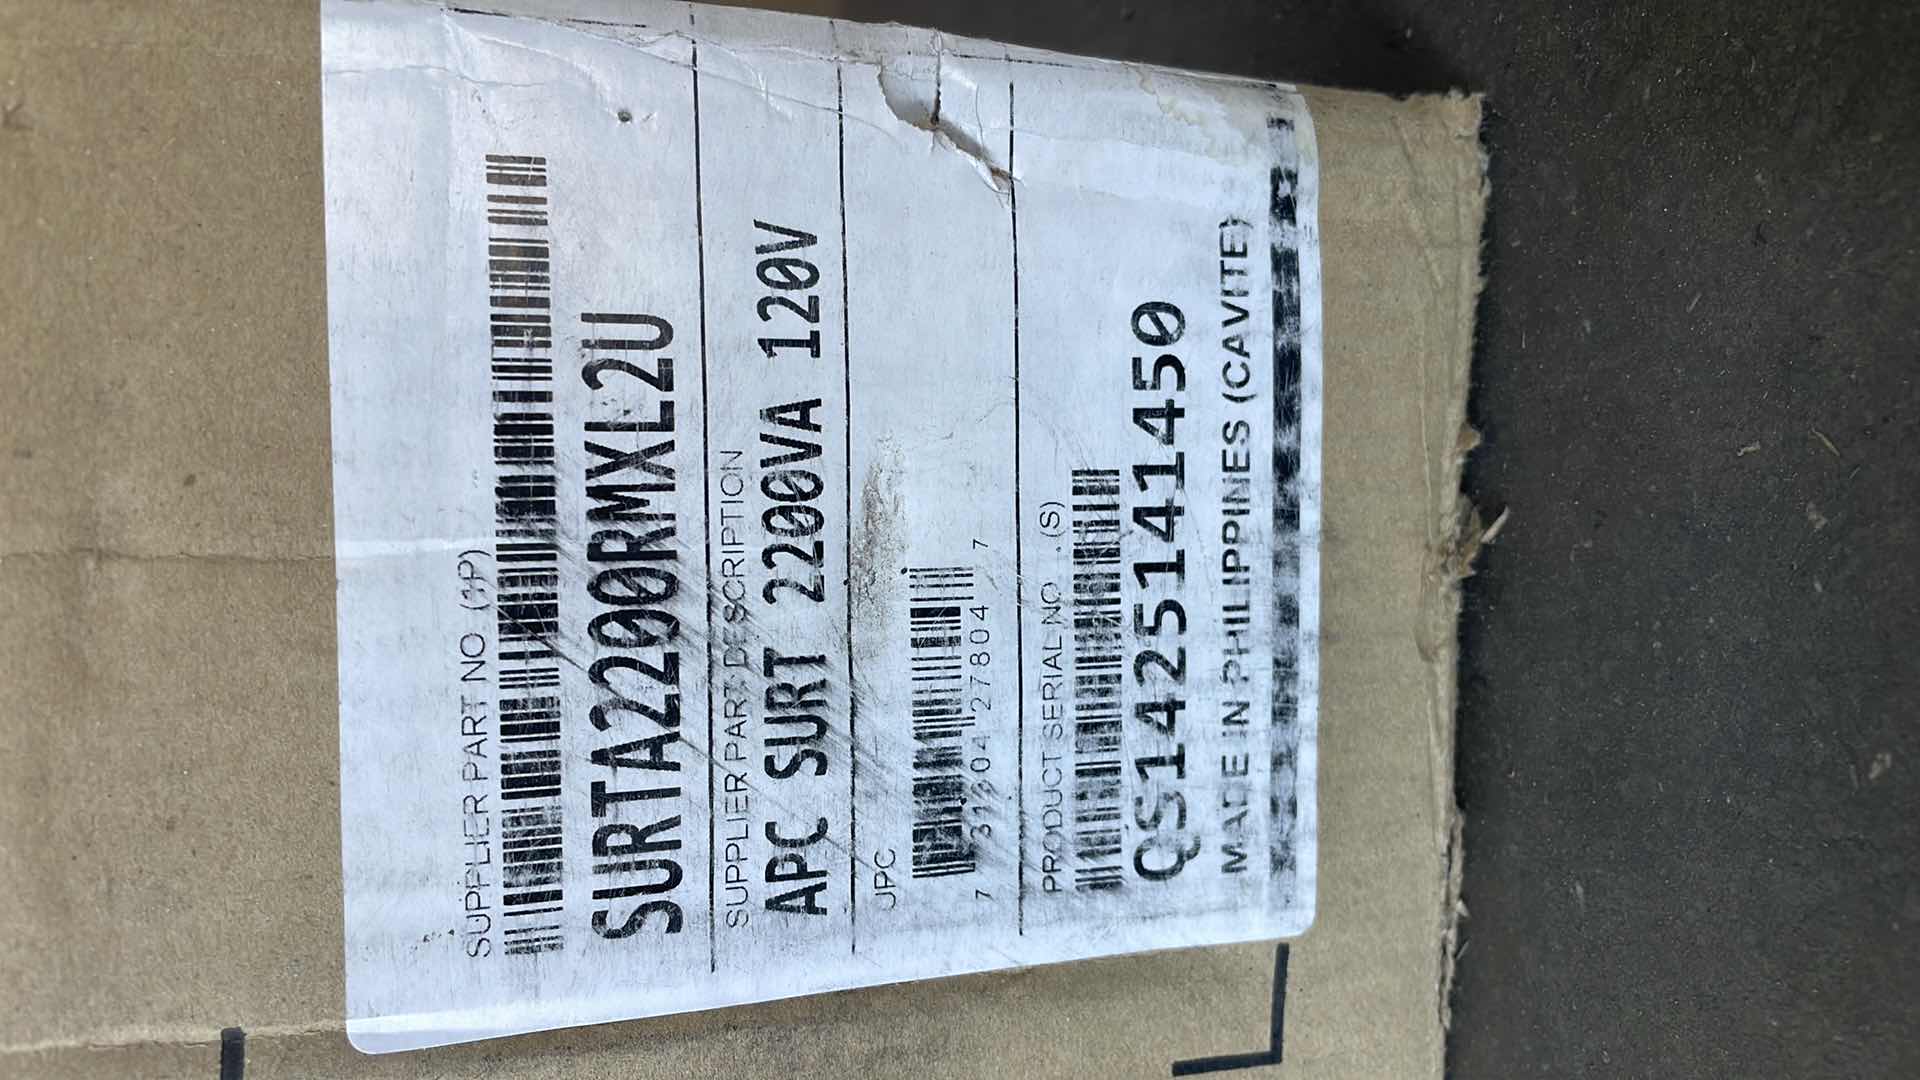 SUPPLIER PART NO (1P)
SURTA2200RMXL2U
SUPPLIER PART DESCRIPTION
APC SURT 2200VA 120V
UPC
7 31304 27804 7
PRODUCT SERIAL NO. (S)
QS1425141450
MADE IN PHILIPPINES (CAVITE)